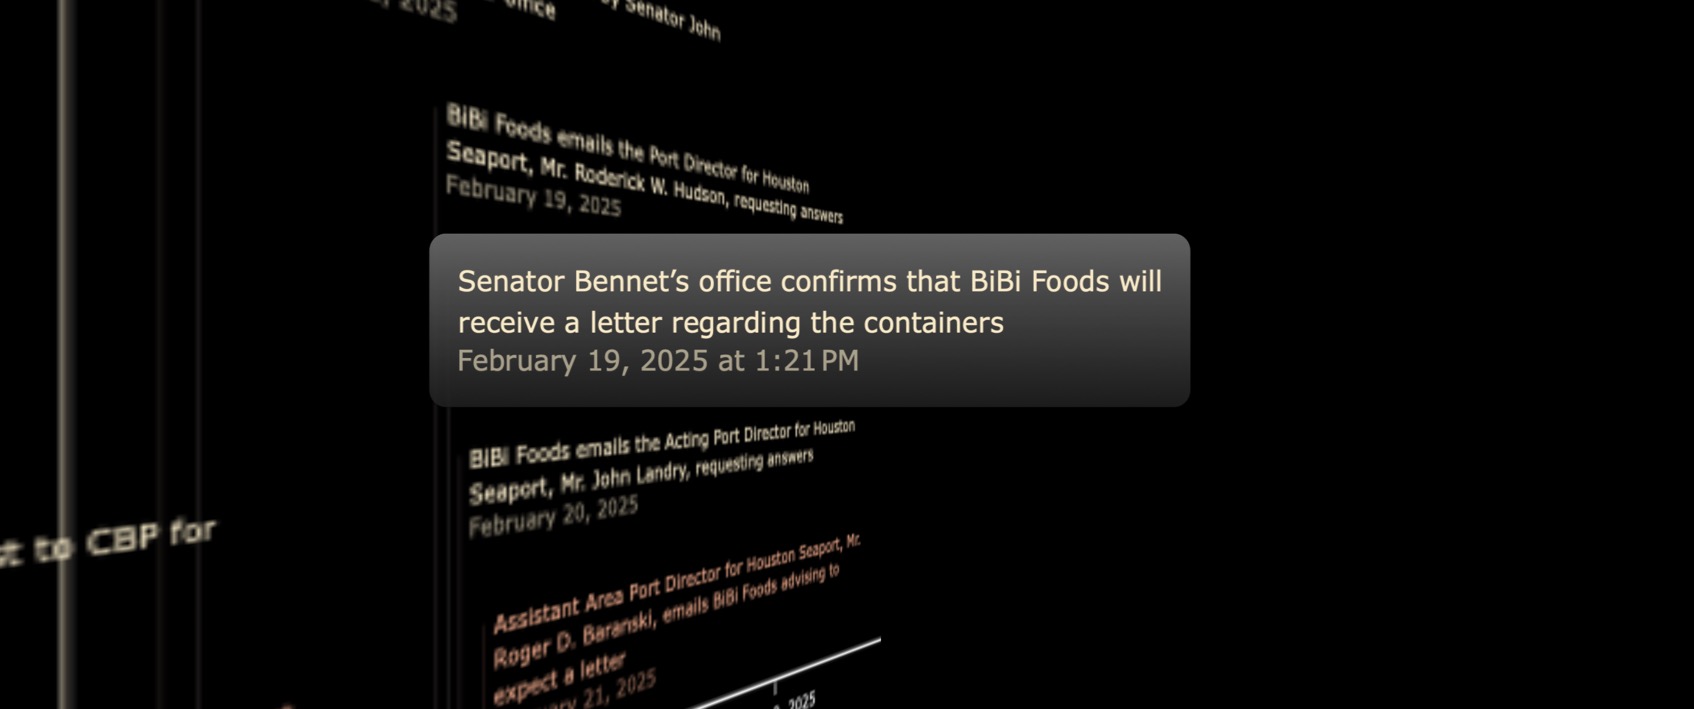 , 2025
office
by Senator John
BiBi Foods emails the Port Director for Houston
Seaport, Mr. Roderick W. Hudson, requesting answers
February 19, 2025
Senator Bennet’s office confirms that BiBi Foods will
receive a letter regarding the containers
February 19, 2025 at 1:21 PM
BiBi Foods emails the Acting Port Director for Houston
Seaport, Mr. John Landry, requesting answers
February 20, 2025
to CBP for
Assistant Area Port Director for Houston Seaport, Mr.
Roger D. Baranski, emails BiBi Foods advising to
expect a letter
21, 2025
, 2025